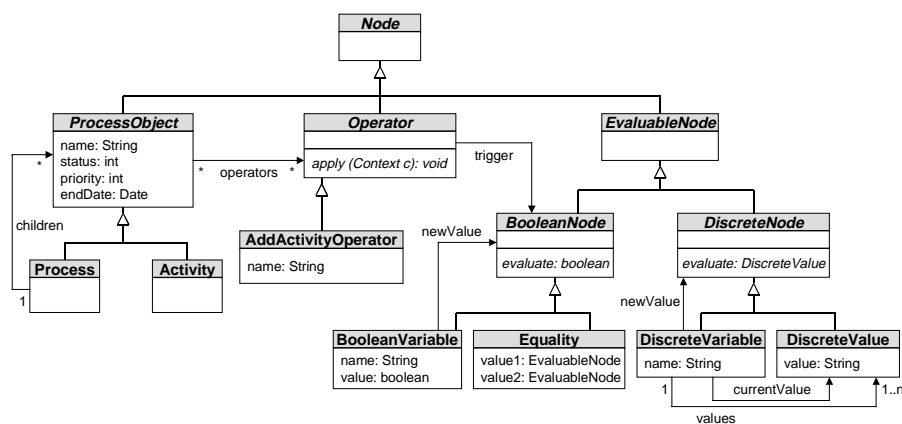 Node
ProcessObject
name: String
status: int
priority: int
endDate: Date
Operator
apply (Context c): void
EvaluableNode
*
* operators *
trigger
children
1
Process
Activity
AddActivityOperator
name: String
newValue
BooleanNode
evaluate: boolean
DiscreteNode
evaluate: DiscreteValue
newValue
BooleanVariable
name: String
value: boolean
Equality
value1: EvaluableNode
value2: EvaluableNode
DiscreteVariable
name: String
DiscreteValue
value: String
1
currentValue
1..n
values